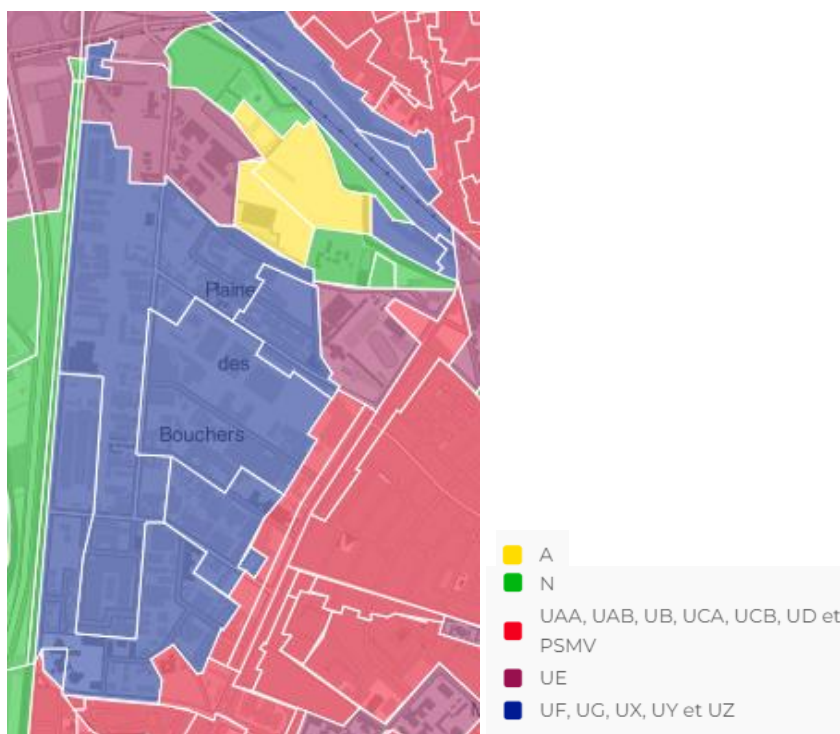 Plaine
des
Bouchers
A
N
UAA, UAB, UB, UCA, UCB, UD et
PSMV
UE
UF, UG, UX, UY et UZ